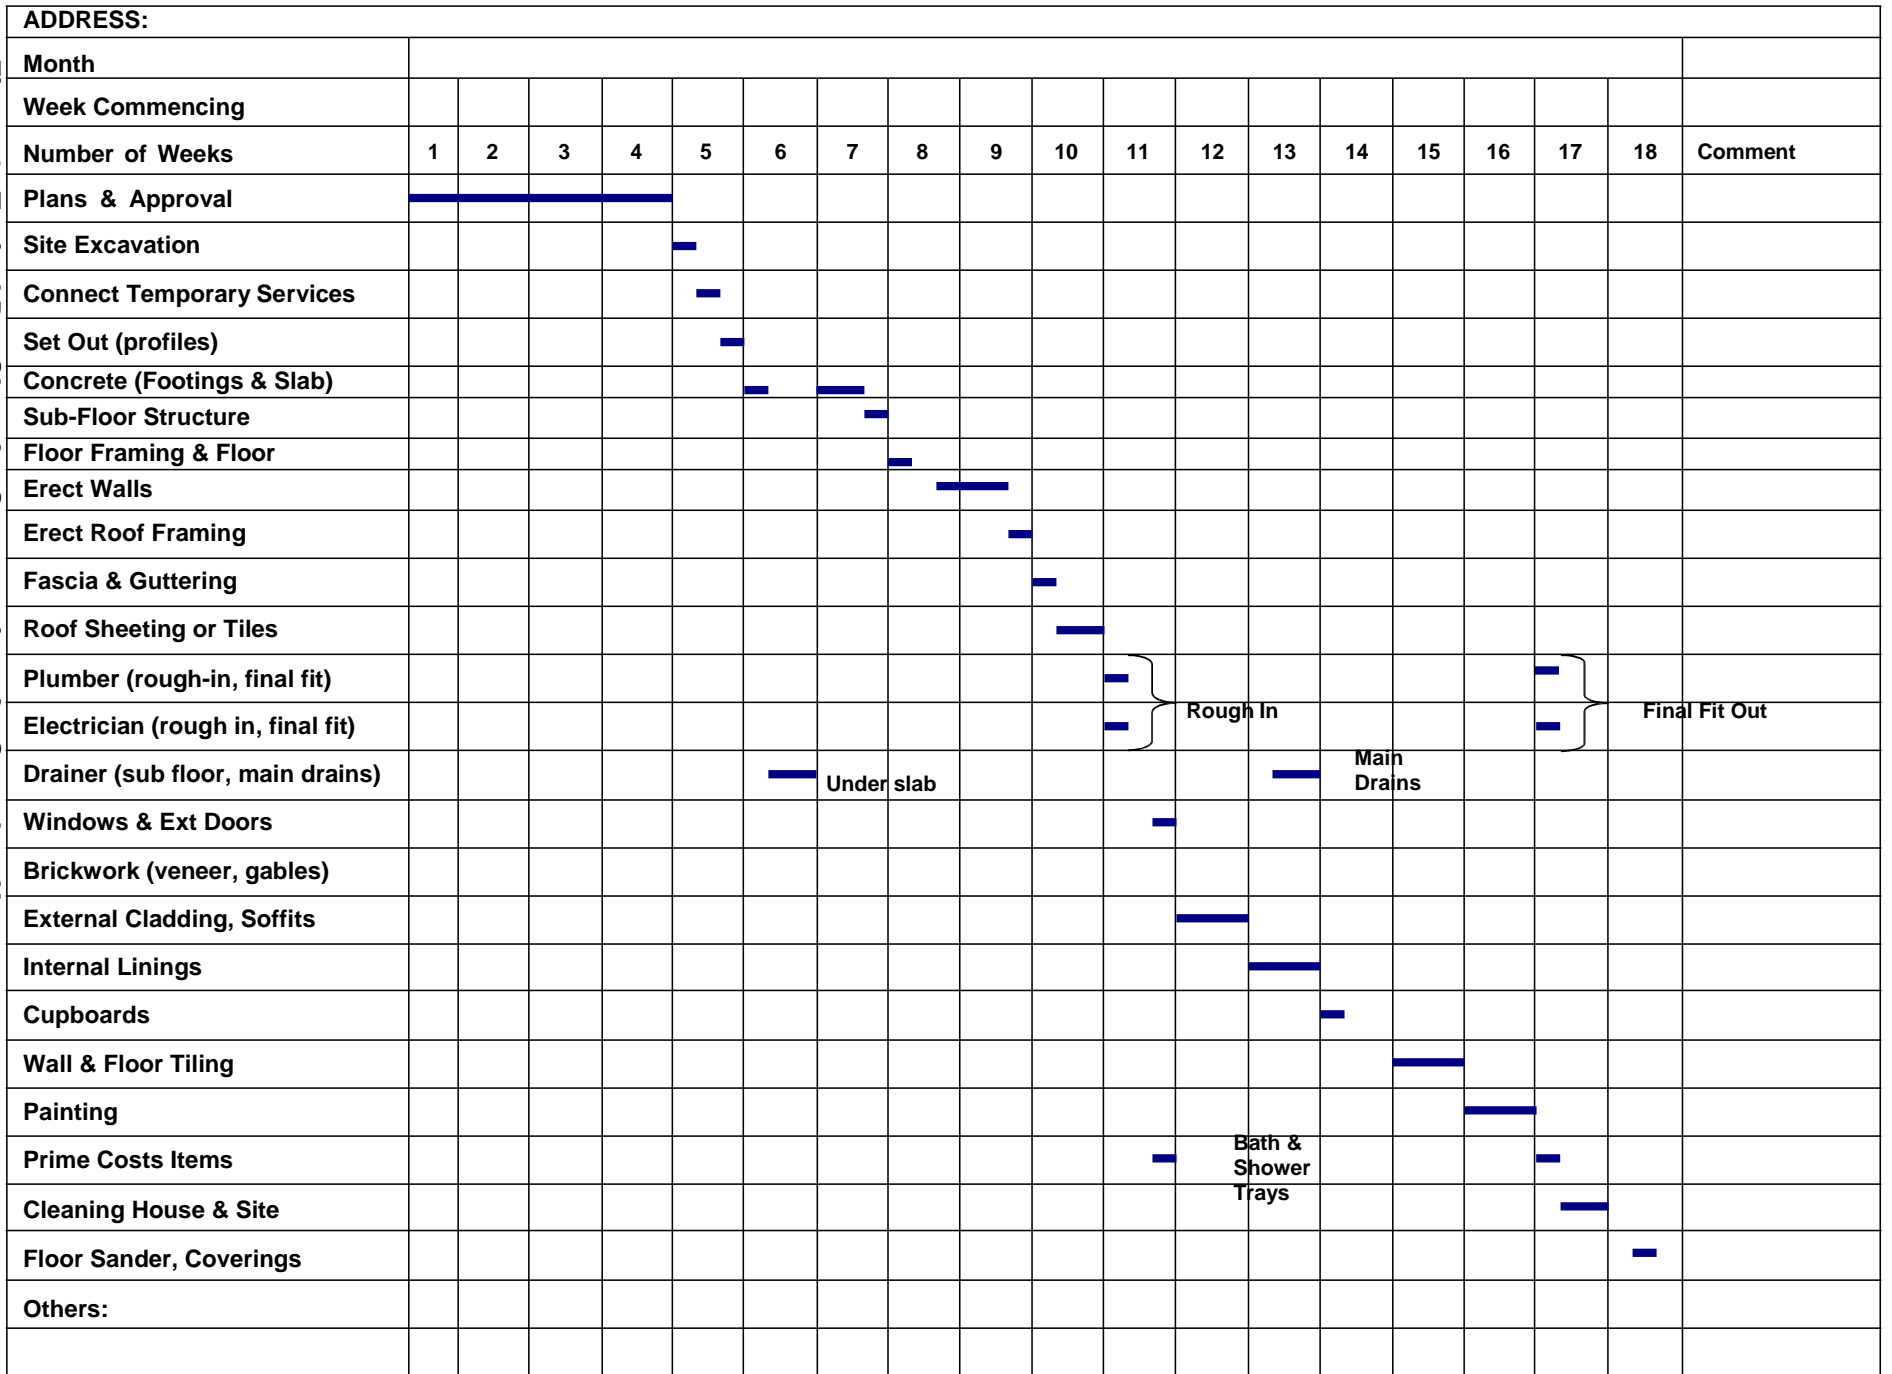 ADDRESS:
Month
Week Commencing
Number of Weeks 1 2 3 4 5 6 7 8 9 10 11 12 13 14 15 16 17 18 Comment
Plans & Approval
Site Excavation
Connect Temporary Services
Set Out (profiles)
Concrete (Footings & Slab)
Sub-Floor Structure
Floor Framing & Floor
Erect Walls
Erect Roof Framing
Fascia & Guttering
Roof Sheeting or Tiles
Plumber (rough-in, final fit)
Rough In Final Fit Out
Electrician (rough in, final fit)
Drainer (sub floor, main drains) Under slab
Main
Drains
Windows & Ext Doors
Brickwork (veneer, gables)
External Cladding, Soffits
Internal Linings
Cupboards
Wall & Floor Tiling
Painting
Prime Costs Items
Bath &
Shower
Trays
Cleaning House & Site
Floor Sander, Coverings
Others: